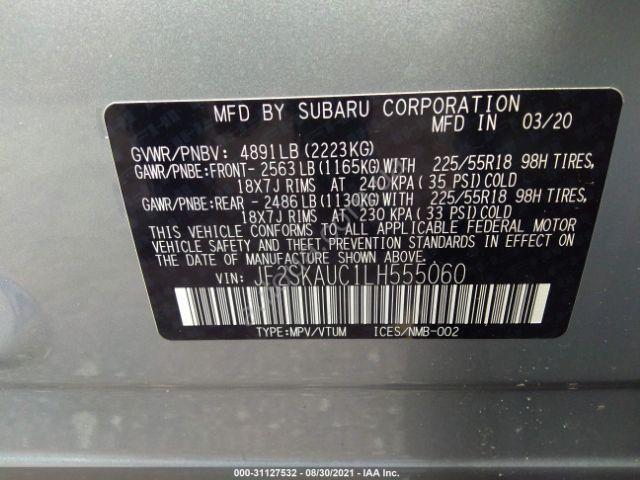 MFD BY SUBARU CORPORATION
MFD IN 03/20
GVWR/PNBV: 4891LB (2223KG)
GAWR/PNBE:FRONT- 2563LB (1165KG)WITH 225/55R18 98H TIRES,
18X7J RIMS AT 240 KPA (35 PSI)COLD
GAWR/PNBE:REAR - 2486LB (1130KG)WITH 225/55R18 98H TIRES,
18X7J RIMS AT 230 KPA (33 PSI)COLD
THIS VEHICLE CONFORMS TO ALL APPLICABLE FEDERAL MOTOR
VEHICLE SAFETY AND THEFT PREVENTION STANDARDS IN EFFECT
ON THE DATE OF MANUFACTURE SHOWN ABOVE.
VIN: JF2SKAUC1LH555060
TYPE:MPV/VTUM ICES/NMB-002
000-31127532 - 08/30/2021 - IAA Inc.